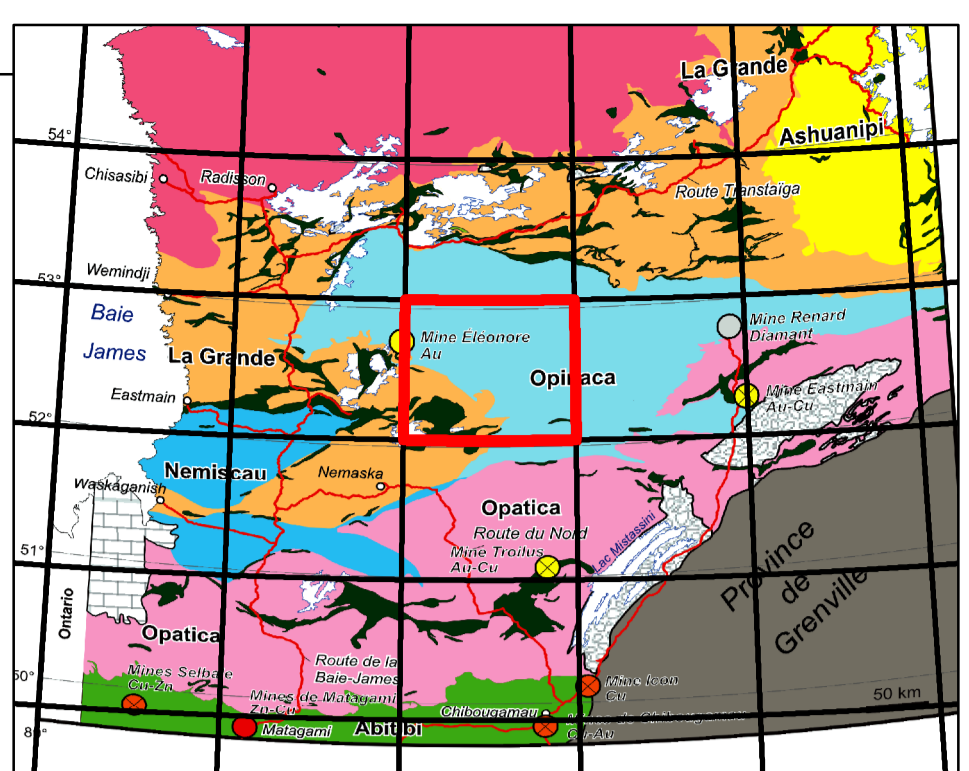 La Grande
Ashuanipi
54°
Chisasibi
Radisson
Route Transtaïga
53°
Wemindji
Baie
James
La Grande
Mine Éléonore
Au
Mine Renard
Diamant
Opinaca
Eastmain
Mine Eastmain
Au-Cu
52°
Nemiscau
Nemaska
Waskaganish
Opatica
Route du Nord
Mine Troilus
Au-Cu
Lac Mistassini
51°
Province
de
Grenville
Ontario
Opatica
Route de la
Baie-James
Mines Selbaie
Cu-Zn
50°
Mines de Matagami
Zn-Cu
Mine Icon
Cu
50 km
Chibougamau
Cu-Au
Matagami
Abitibi